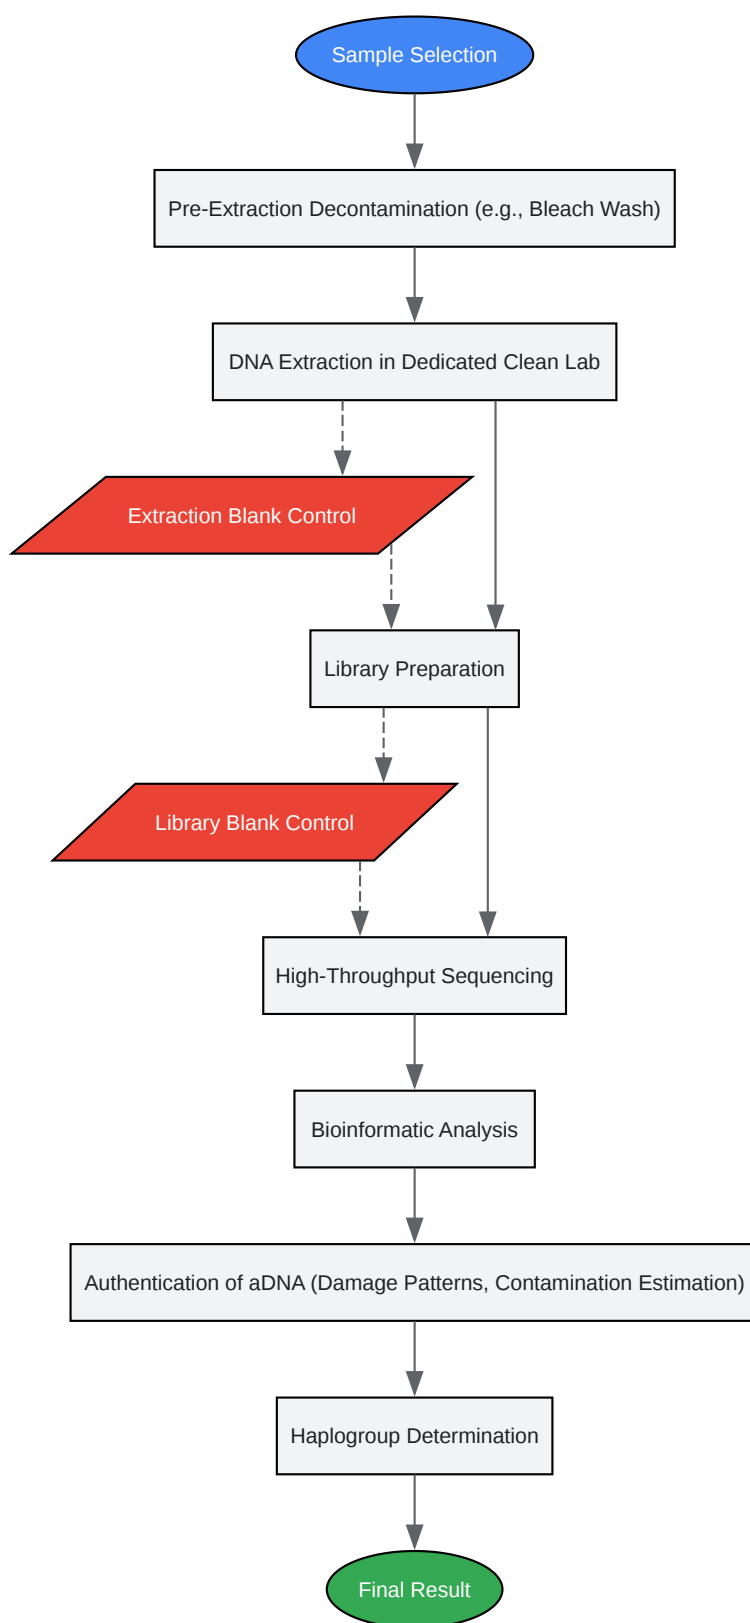 Sample Selection
Pre-Extraction Decontamination (e.g., Bleach Wash)
DNA Extraction in Dedicated Clean Lab
Extraction Blank Control
Library Preparation
Library Blank Control
High-Throughput Sequencing
Bioinformatic Analysis
Authentication of aDNA (Damage Patterns, Contamination Estimation)
Haplogroup Determination
Final Result